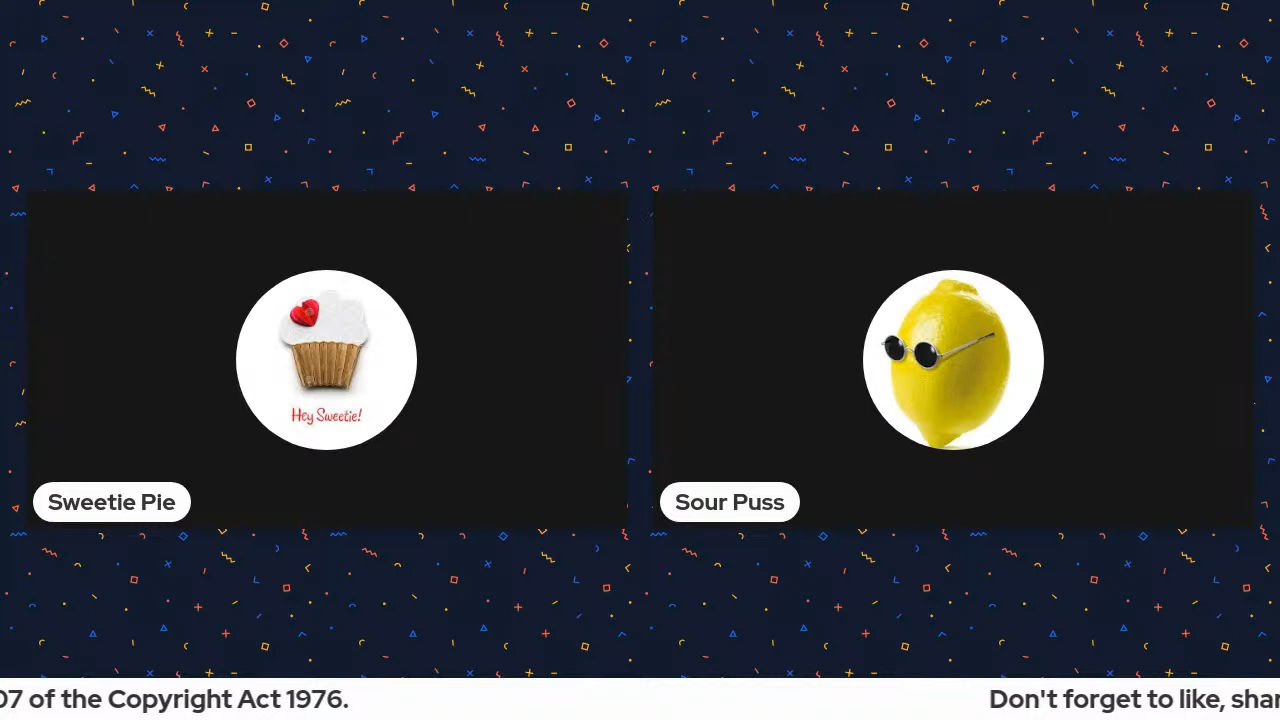 Hey Sweetie!
Sweetie Pie
Sour Puss
07 of the Copyright Act 1976.
Don't forget to like, shar